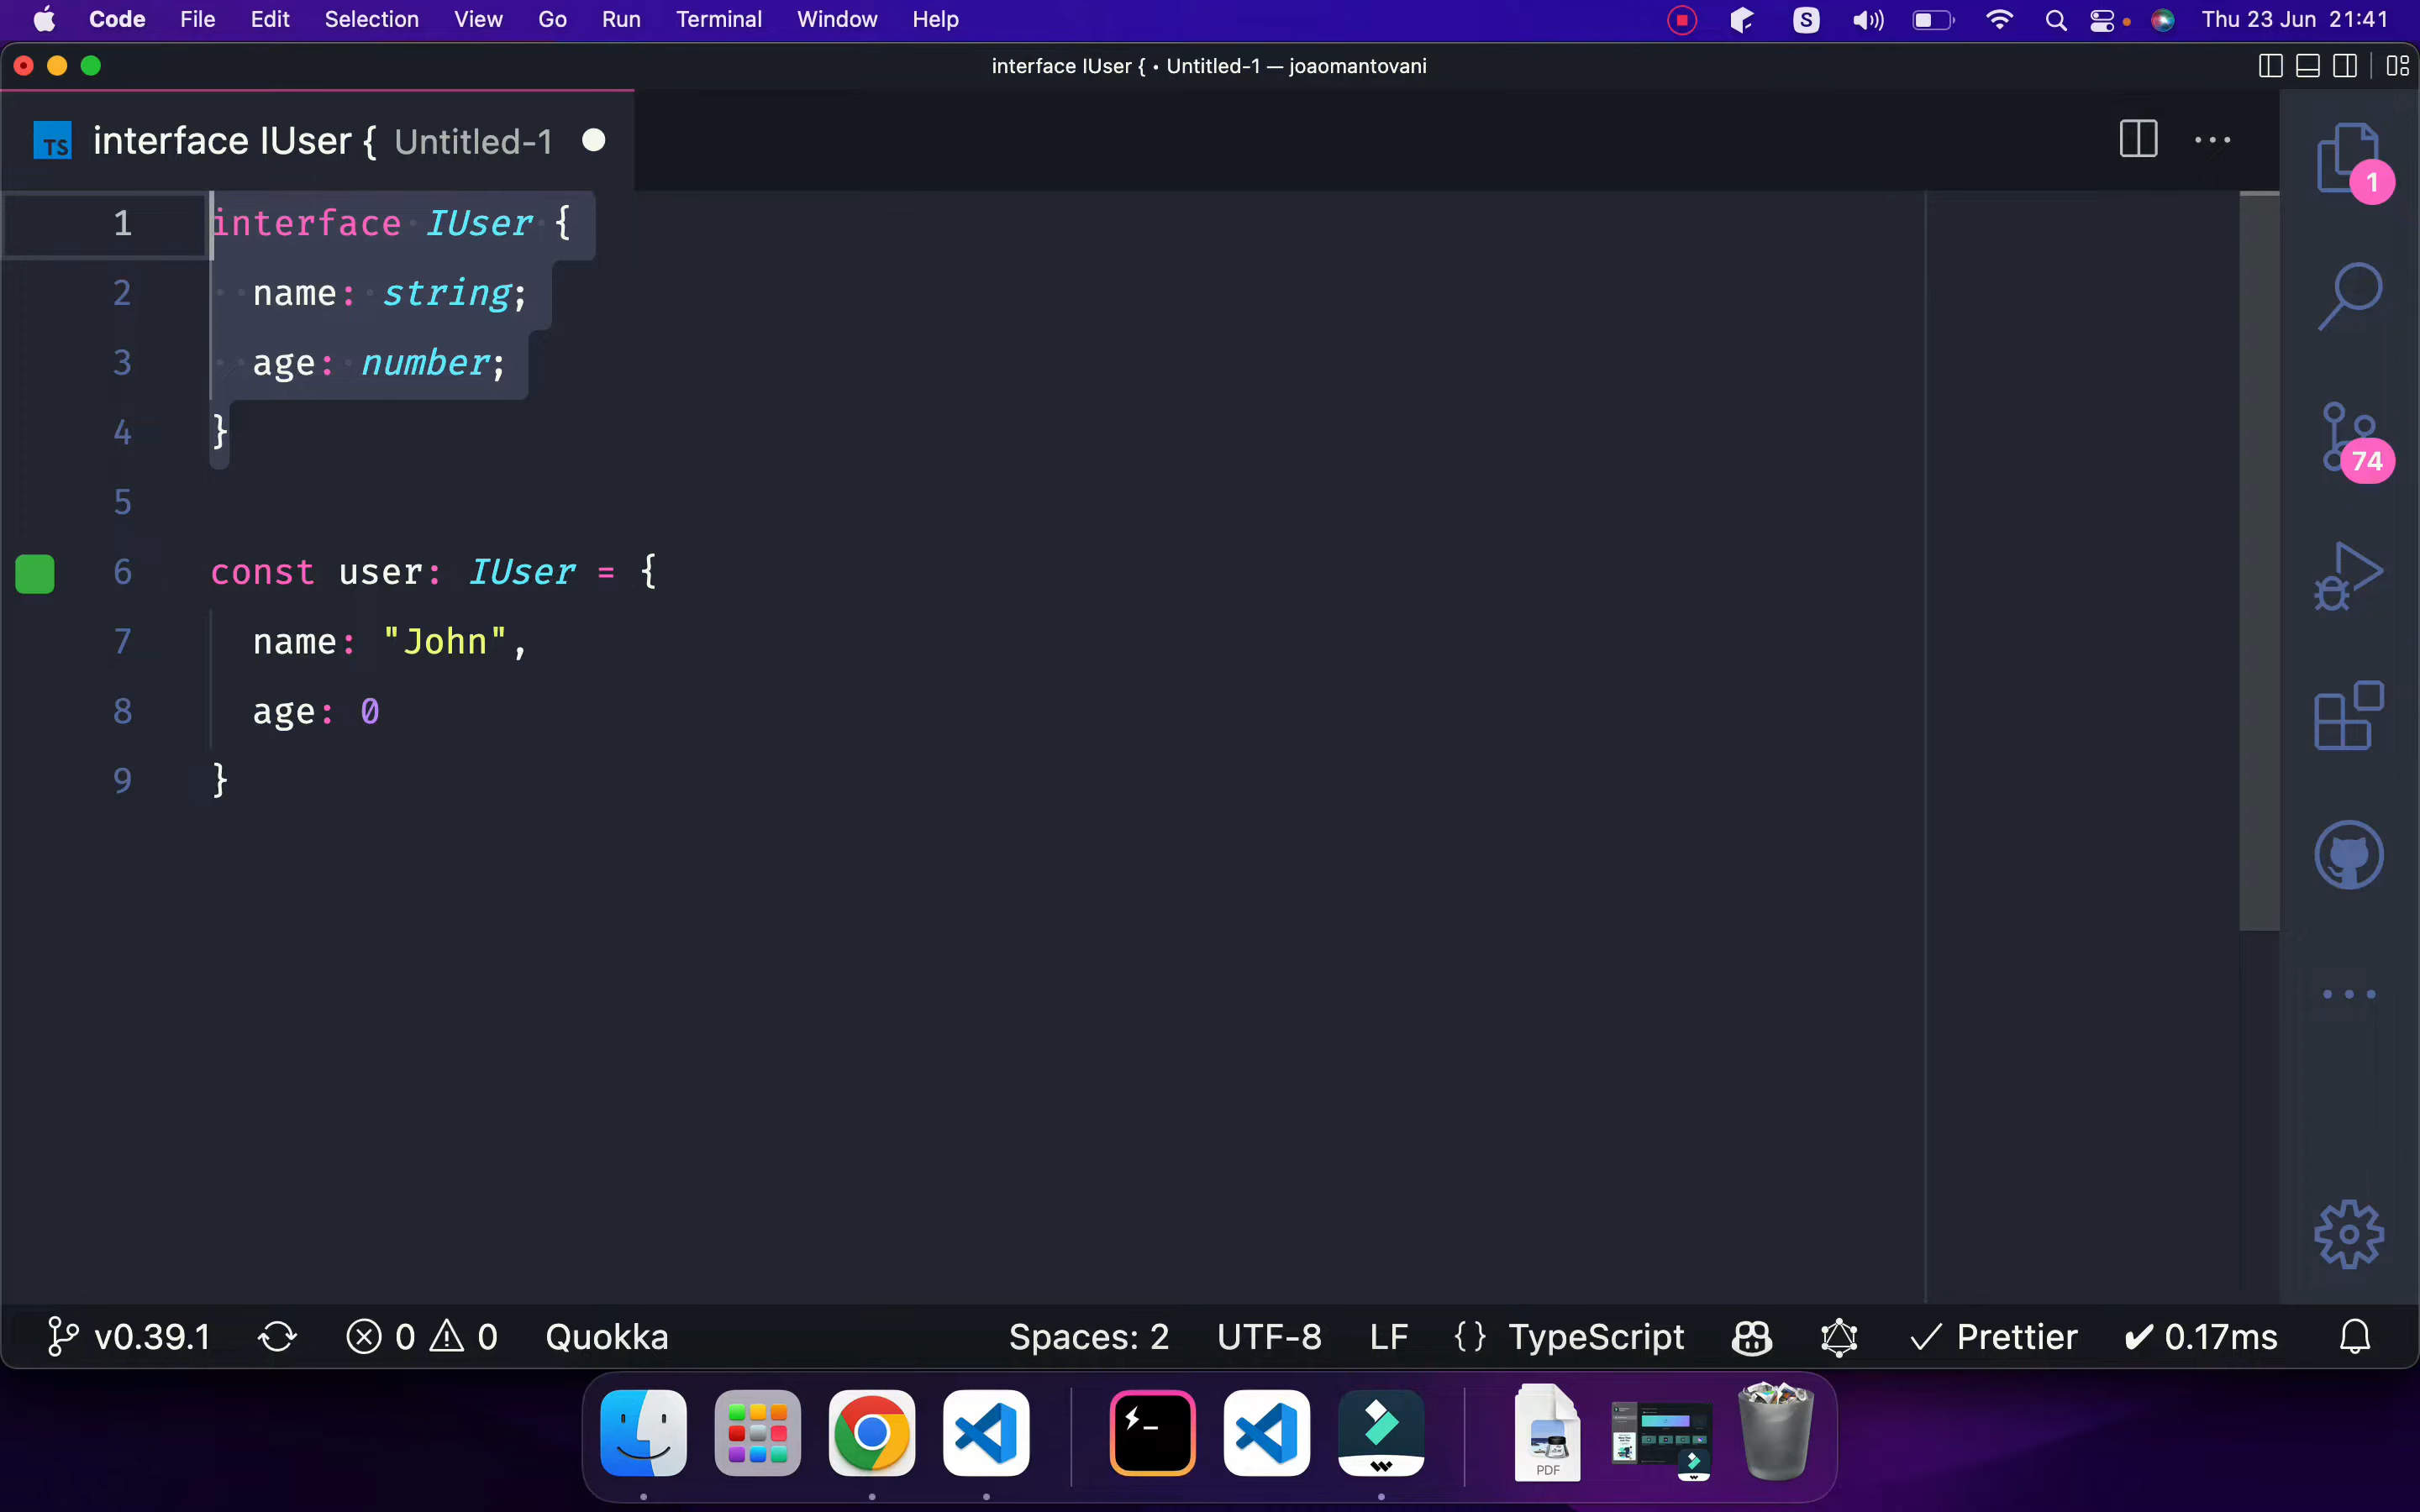 Code File Edit Selection View Go Run Terminal Window Help S Thu 23 Jun 21:41
interface IUser { • Untitled-1 — joaomantovani
TS interface IUser { Untitled-1
1
1 interface IUser {
2 name: string;
3 age: number;
4 }
74
5
6 const user: IUser = {
7 name: "John",
8 age: 0
9 }
v0.39.1 0 0 Quokka Spaces: 2 UTF-8 LF {} TypeScript Prettier 0.17ms
PDF